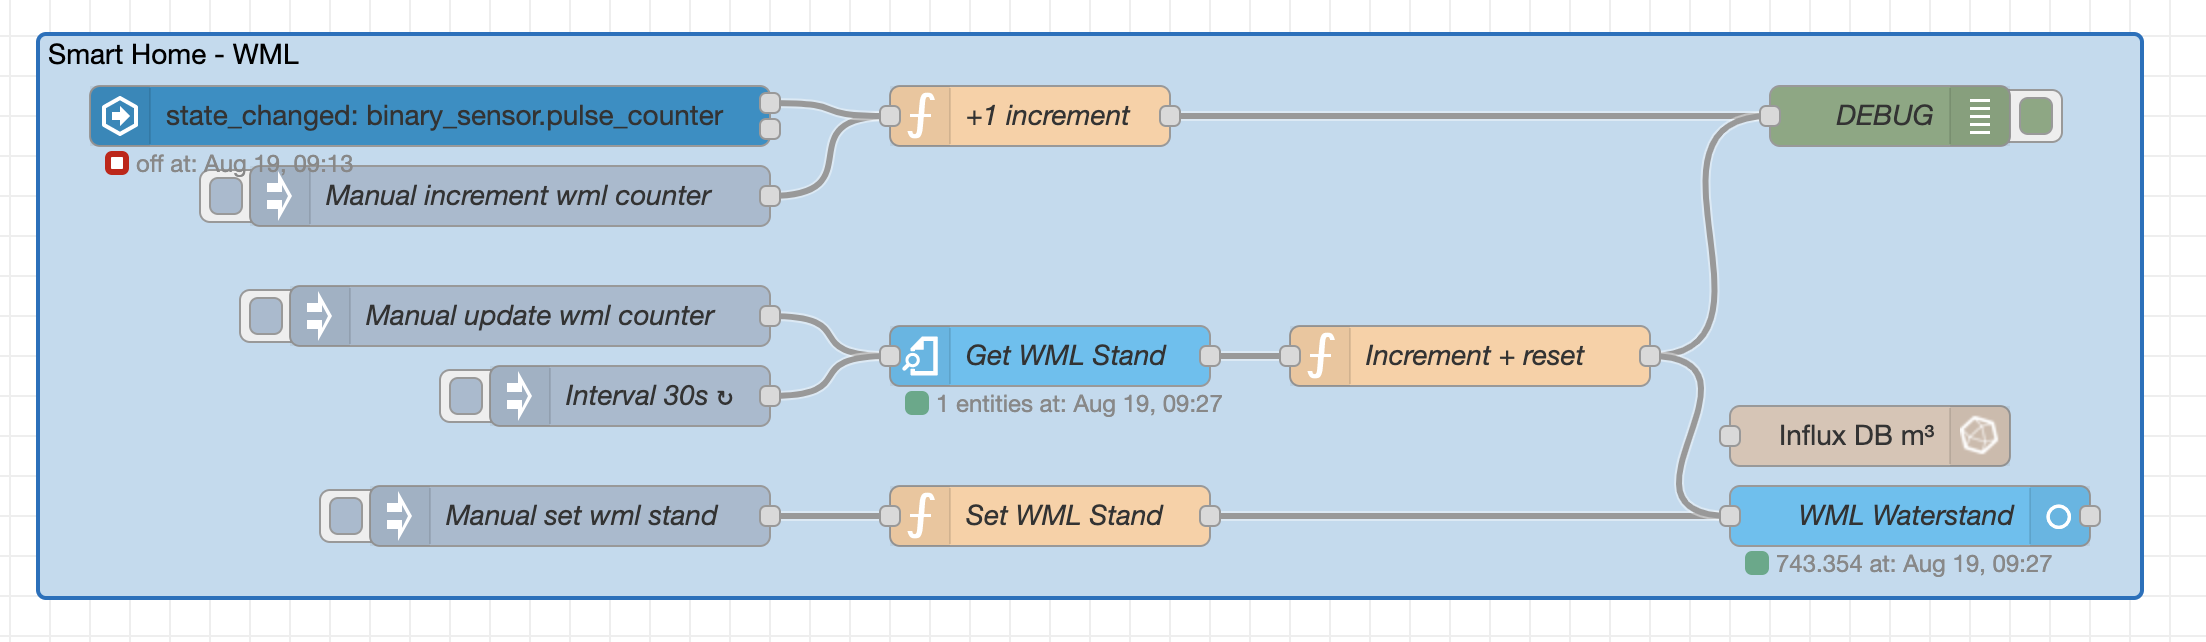 Smart Home - WML
state_changed: binary_sensor.pulse_counter
off at: Aug 19, 09:13
+1 increment
DEBUG
Manual increment wml counter
Manual update wml counter
Get WML Stand
1 entities at: Aug 19, 09:27
Increment + reset
Interval 30s ↻
Influx DB m³
Manual set wml stand
Set WML Stand
WML Waterstand
743.354 at: Aug 19, 09:27